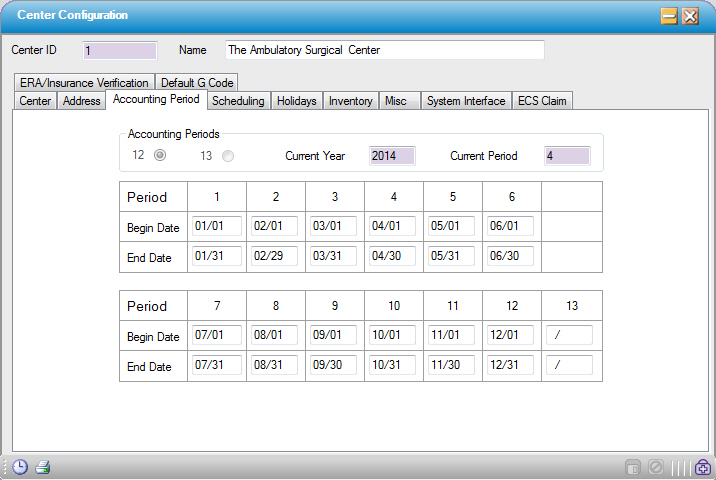 Center Configuration
Center ID 1 Name The Ambulatory Surgical Center
ERA/Insurance Verification Default G Code
Center Address Accounting Period Scheduling Holidays Inventory Misc System Interface ECS Claim
Accounting Periods
12 13 Current Year 2014 Current Period 4
Period 1 2 3 4 5 6
Begin Date 01/01 02/01 03/01 04/01 05/01 06/01
End Date 01/31 02/29 03/31 04/30 05/31 06/30
Period 7 8 9 10 11 12 13
Begin Date 07/01 08/01 09/01 10/01 11/01 12/01 /
End Date 07/31 08/31 09/30 10/31 11/30 12/31 /